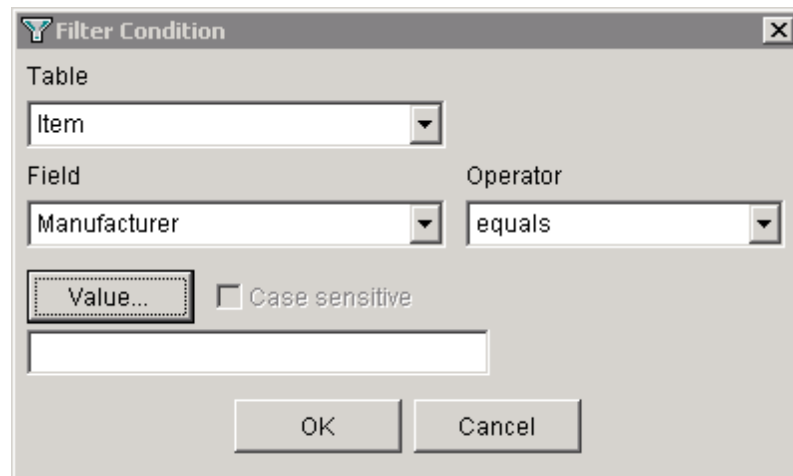 Filter Condition
Table
Item
Field Operator
Manufacturer equals
Value... Case sensitive
OK Cancel